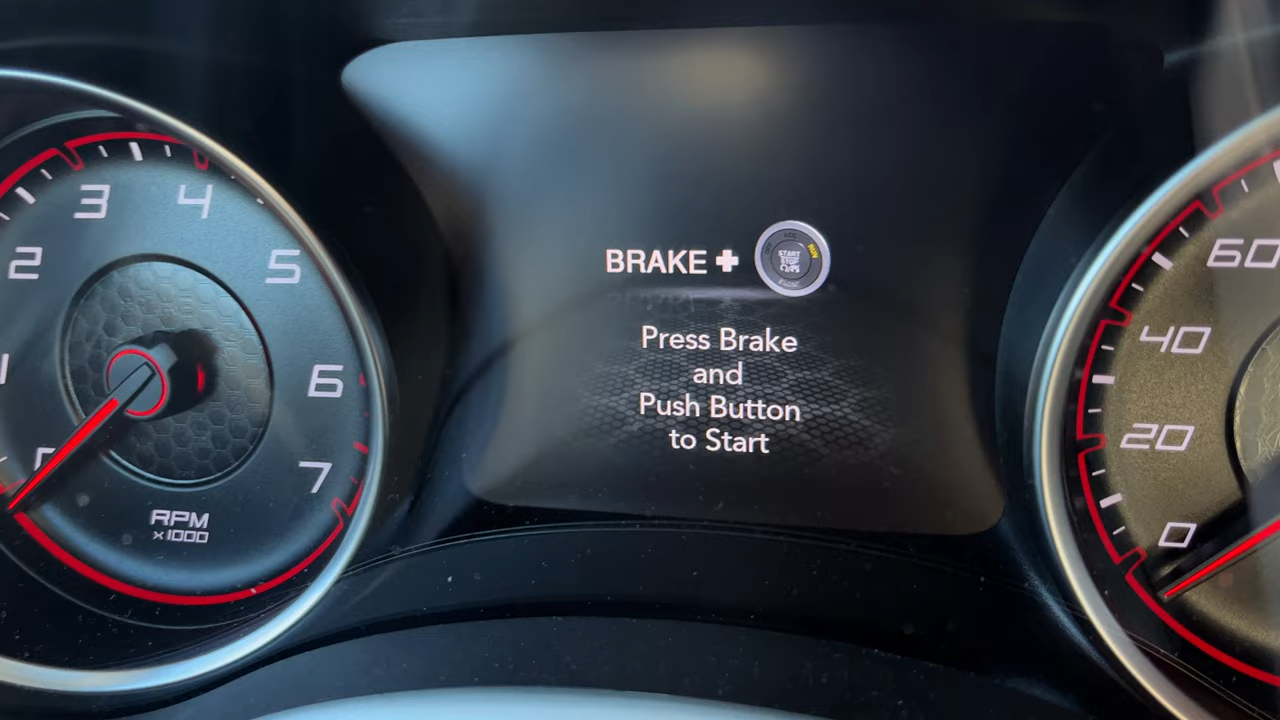 3
4
2
5
6
7
RPM
x1000
BRAKE +
START
STOP
RUN
Press Brake
and
Push Button
to Start
60
40
20
0